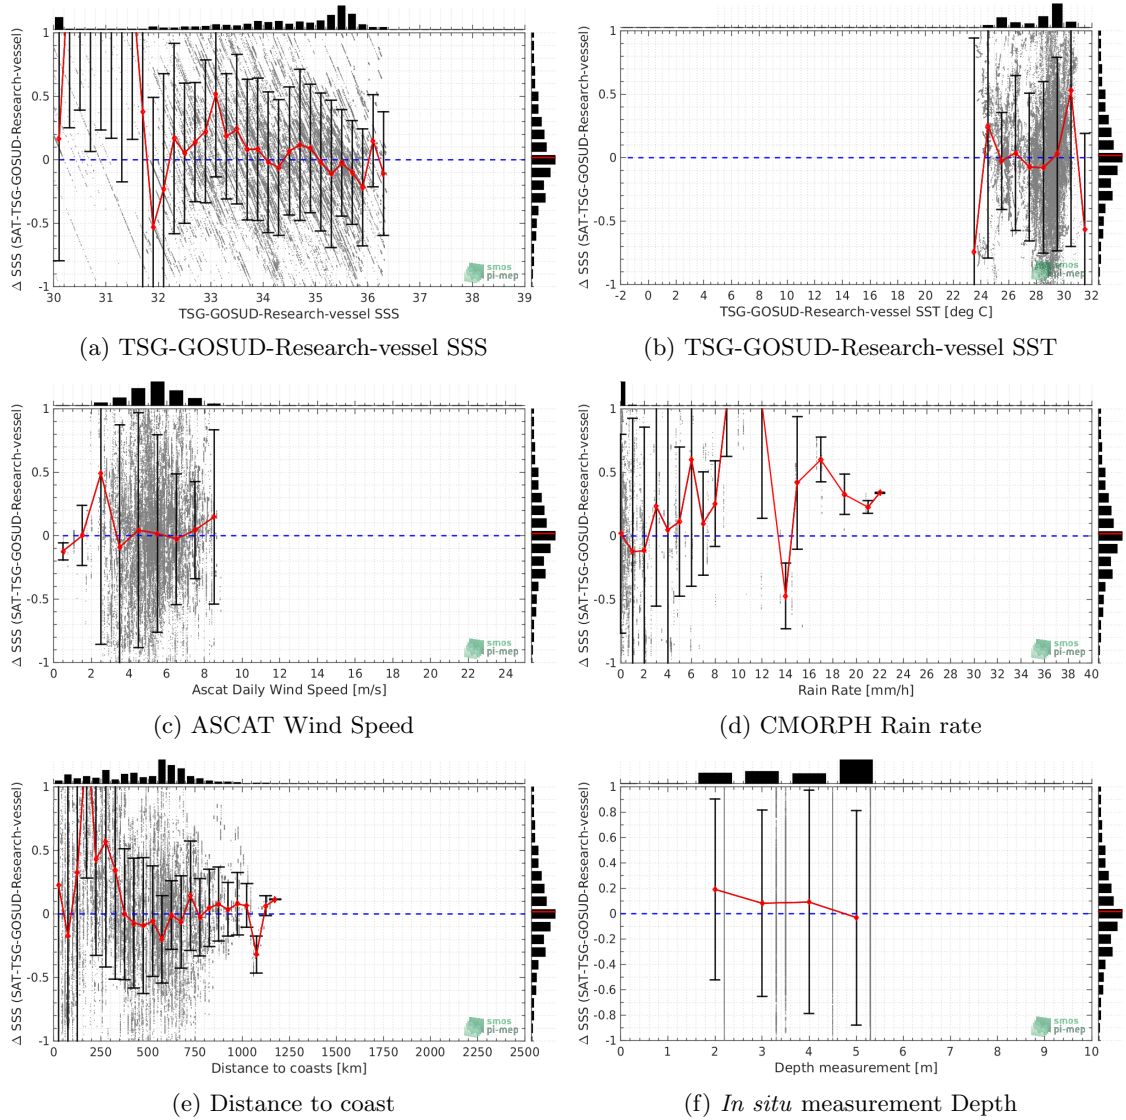 1
0.5
0
-0.5
-1
Δ SSS (SAT-TSG-GOSUD-Research-vessel)
30 31 32 33 34 35 36 37 38 39
TSG-GOSUD-Research-vessel SSS
smos
pi-mep
(a) TSG-GOSUD-Research-vessel SSS
1
0.5
0
-0.5
-1
Δ SSS (SAT-TSG-GOSUD-Research-vessel)
-2 0 2 4 6 8 10 12 14 16 18 20 22 24 26 28 30 32
TSG-GOSUD-Research-vessel SST [deg C]
smos
pi-mep
(b) TSG-GOSUD-Research-vessel SST
1
0.5
0
-0.5
-1
Δ SSS (SAT-TSG-GOSUD-Research-vessel)
0 2 4 6 8 10 12 14 16 18 20 22 24
Ascat Daily Wind Speed [m/s]
smos
pi-mep
(c) ASCAT Wind Speed
1
0.5
0
-0.5
-1
Δ SSS (SAT-TSG-GOSUD-Research-vessel)
0 2 4 6 8 10 12 14 16 18 20 22 24 26 28 30 32 34 36 38 40
Rain Rate [mm/h]
smos
pi-mep
(d) CMORPH Rain rate
1
0.5
0
-0.5
-1
Δ SSS (SAT-TSG-GOSUD-Research-vessel)
0 250 500 750 1000 1250 1500 1750 2000 2250 2500
Distance to coasts [km]
smos
pi-mep
(e) Distance to coast
1
0.8
0.6
0.4
0.2
0
-0.2
-0.4
-0.6
-0.8
-1
Δ SSS (SAT-TSG-GOSUD-Research-vessel)
0 1 2 3 4 5 6 7 8 9 10
Depth measurement [m]
smos
pi-mep
(f) In situ measurement Depth